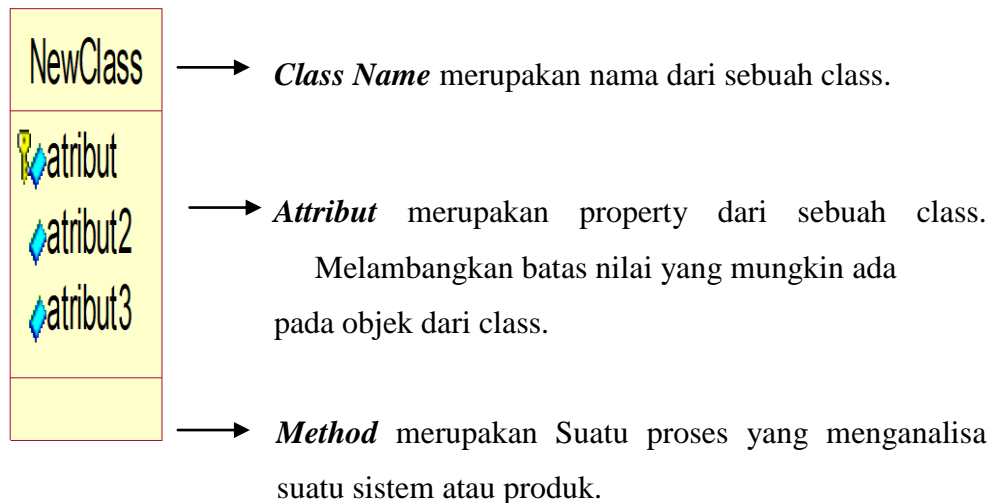 NewClass
Class Name merupakan nama dari sebuah class.
atribut
atribut2
atribut3
Attribut merupakan property dari sebuah class.
Melambangkan batas nilai yang mungkin ada
pada objek dari class.
Method merupakan Suatu proses yang menganalisa
suatu sistem atau produk.